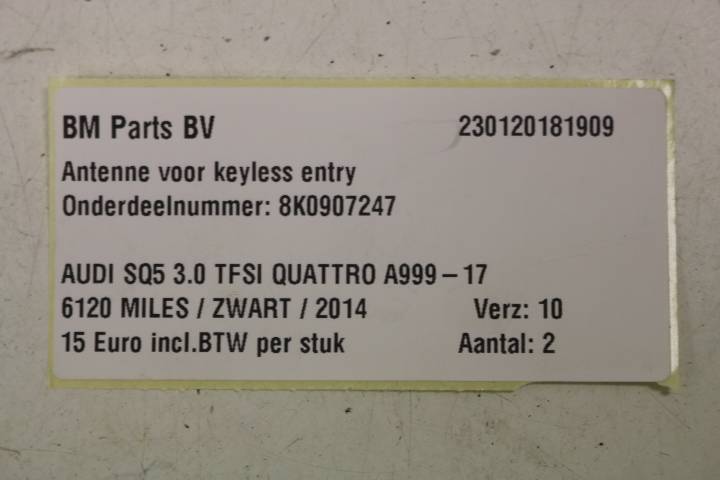 BM Parts BV 230120181909
Antenne voor keyless entry
Onderdeelnummer: 8K0907247
AUDI SQ5 3.0 TFSI QUATTRO A999 – 17
6120 MILES / ZWART / 2014 Verz: 10
15 Euro incl.BTW per stuk Aantal: 2